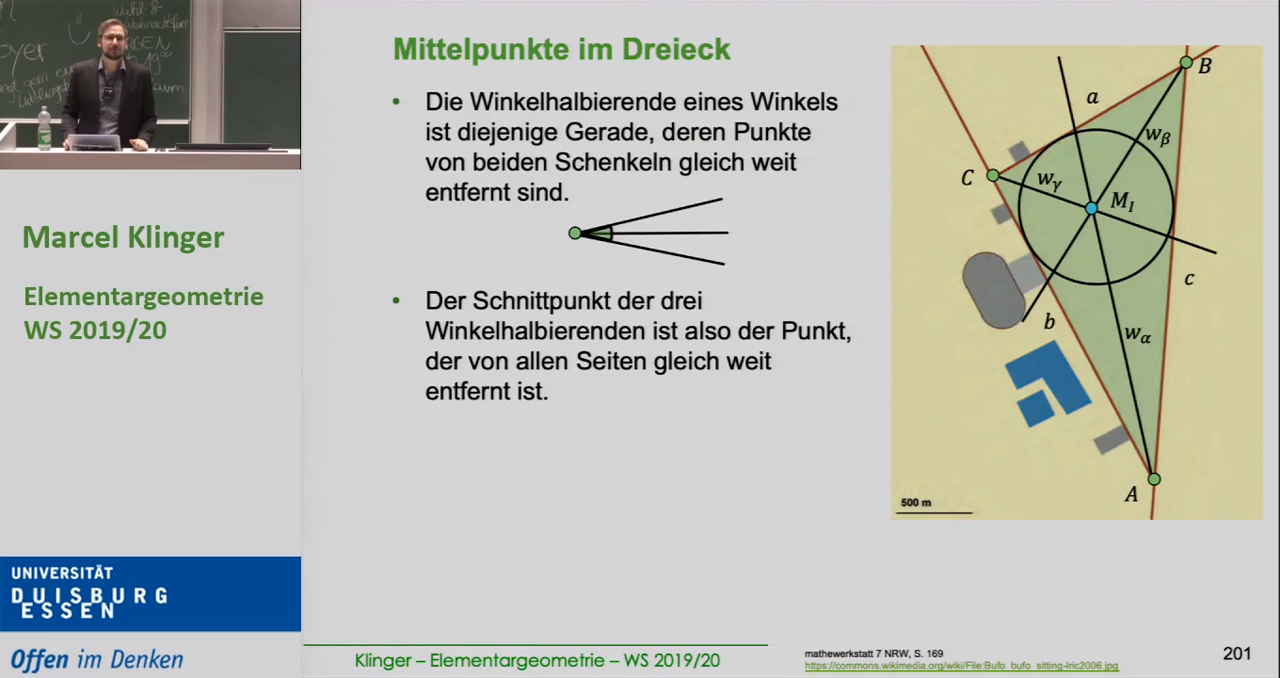 Wahl &
Mittelpunkte im Dreieck
• Die Winkelhalbierende eines Winkels
ist diejenige Gerade, deren Punkte
von beiden Schenkeln gleich weit
entfernt sind.
• Der Schnittpunkt der drei
Winkelhalbierenden ist also der Punkt,
der von allen Seiten gleich weit
entfernt ist.
B
a
wβ
C
wγ
M_I
c
b
wα
A
500 m
Marcel Klinger
Elementargeometrie
WS 2019/20
UNIVERSITÄT
DUISBURG
ESSEN
Offen im Denken
Klinger – Elementargeometrie – WS 2019/20
mathewerkstatt 7 NRW, S. 169
https://commons.wikimedia.org/wiki/File:Bufo_bufo_sitting-Iric2006.jpg
201